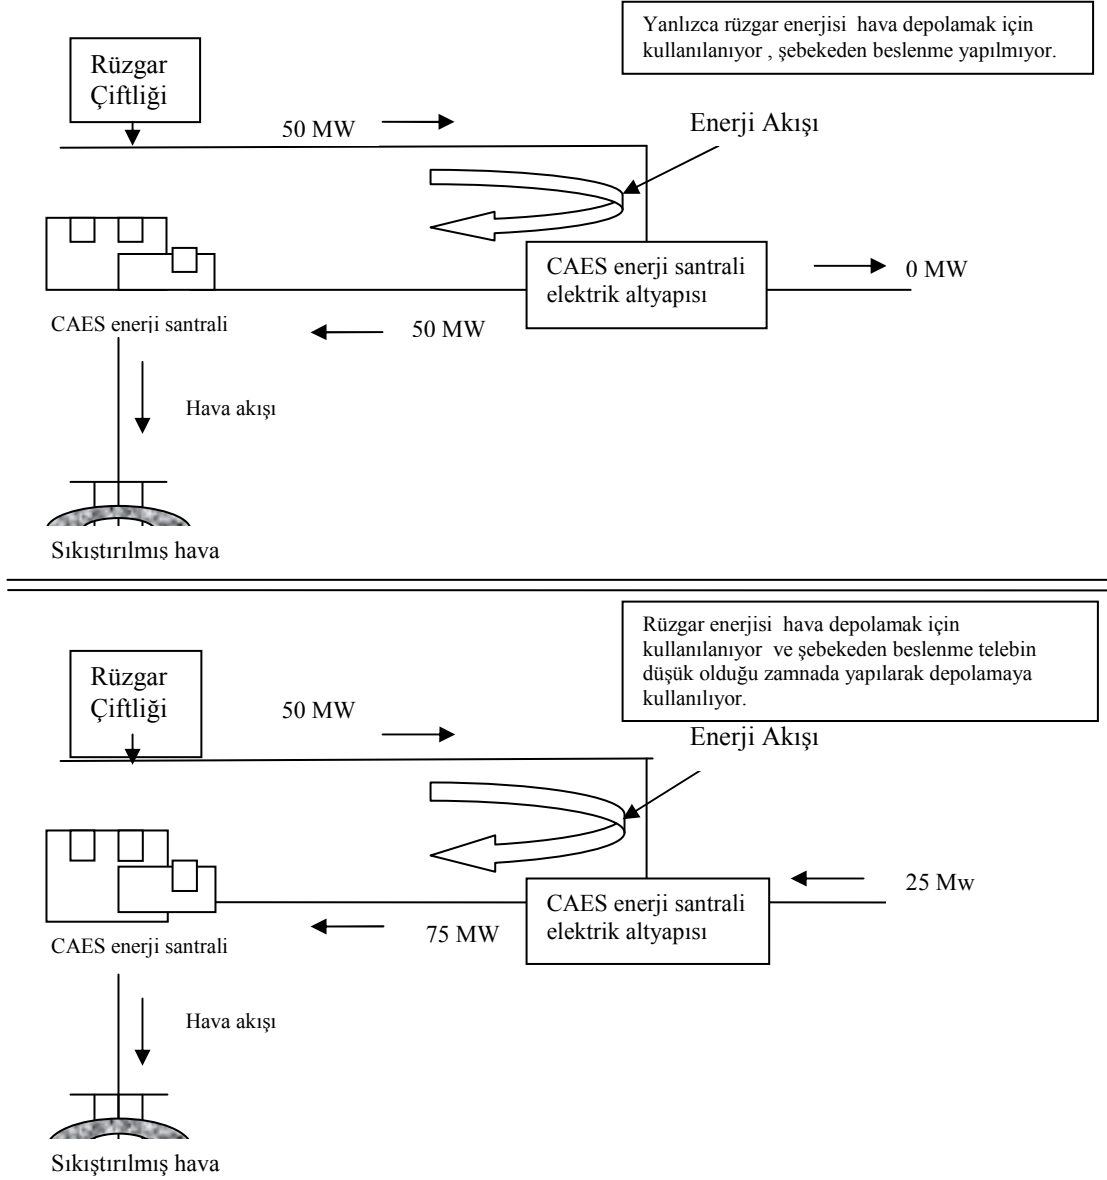 Yanlızca rüzgar enerjisi hava depolamak için
kullanılanıyor , şebekeden beslenme yapılmıyor.
Rüzgar
Çiftliği
50 MW
Enerji Akışı
CAES enerji santrali
elektrik altyapısı
0 MW
CAES enerji santrali
50 MW
Hava akışı
Sıkıştırılmış hava
Rüzgar enerjisi hava depolamak için
kullanılanıyor ve şebekeden beslenme telebin
düşük olduğu zamnada yapılarak depolamaya
kullanılıyor.
Rüzgar
Çiftliği
50 MW
Enerji Akışı
25 Mw
CAES enerji santrali
elektrik altyapısı
75 MW
CAES enerji santrali
Hava akışı
Sıkıştırılmış hava